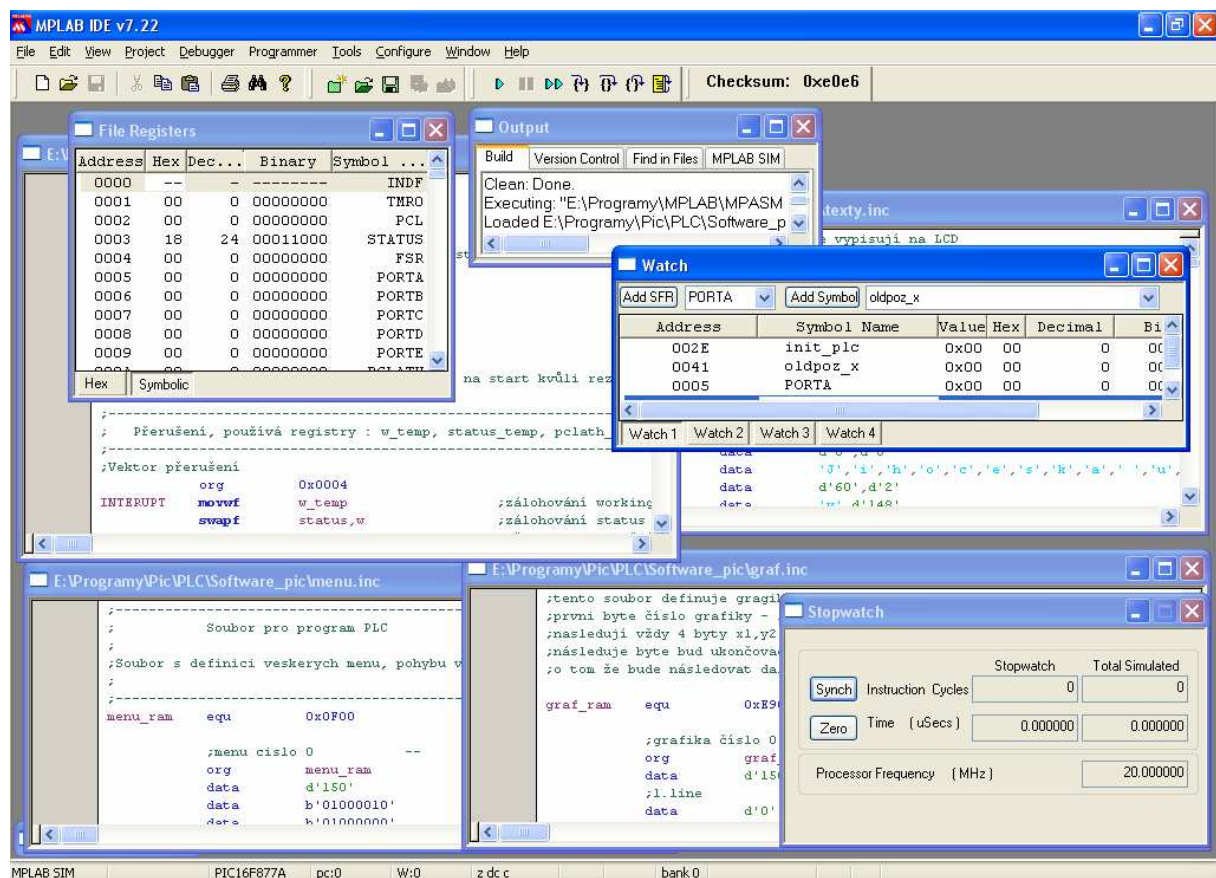 MPLAB IDE v7.22
File Edit View Project Debugger Programmer Tools Configure Window Help
Checksum: 0xe0e6
File Registers
Address Hex Dec... Binary Symbol ...
0000 -- - -------- INDF
0001 00 0 00000000 TMR0
0002 00 0 00000000 PCL
0003 18 24 00011000 STATUS
0004 00 0 00000000 FSR
0005 00 0 00000000 PORTA
0006 00 0 00000000 PORTB
0007 00 0 00000000 PORTC
0008 00 0 00000000 PORTD
0009 00 0 00000000 PORTE
Hex Symbolic
Output
Build Version Control Find in Files MPLAB SIM
Clean: Done.
Executing: "E:\Programy\MPLAB\MPASM
Loaded E:\Programy\Pic\PLC\Software_p
\texty.inc
vypisují na LCD
Watch
Add SFR PORTA Add Symbol oldpoz_x
Address Symbol Name Value Hex Decimal Bi
002E init_plc 0x00 00 0 00
0041 oldpoz_x 0x00 00 0 00
0005 PORTA 0x00 00 0 00
Watch 1 Watch 2 Watch 3 Watch 4
data 'J','i','h','o','c','e','s','k','a',' ','u',
data d'60',d'2'
data 'v' d'148'
na start kvůli rez
;--------------------------------
; Přerušení, používá registry : w_temp, status_temp, pclath_
;--------------------------------
;Vektor přerušení
org 0x0004
INTERUPT movwf w_temp ;zálohování working
swapf status,w ;zálohování status
E:\Programy\Pic\PLC\Software_pic\menu.inc
;--------------------------------
; Soubor pro program PLC
;
;Soubor s definici veskerych menu, pohybu v
;
;--------------------------------
menu_ram equ 0x0F00
;menu cislo 0 --
org menu_ram
data d'150'
data b'01000010'
data b'01000000'
E:\Programy\Pic\PLC\Software_pic\graf.inc
;tento soubor definuje gragi
;prvni byte číslo grafiky -
;nasledují vždy 4 byty x1,y2
;následuje byte bud ukončova
;o tom že bude následovat da
graf_ram equ 0xE90
;grafika číslo 0
org graf_
data d'150
;1.line
data d'0'
Stopwatch
Stopwatch Total Simulated
Synch Instruction Cycles 0 0
Zero Time (uSecs) 0.000000 0.000000
Processor Frequency (MHz) 20.000000
MPLAB SIM PIC16F877A pc:0 W:0 z dc c bank 0